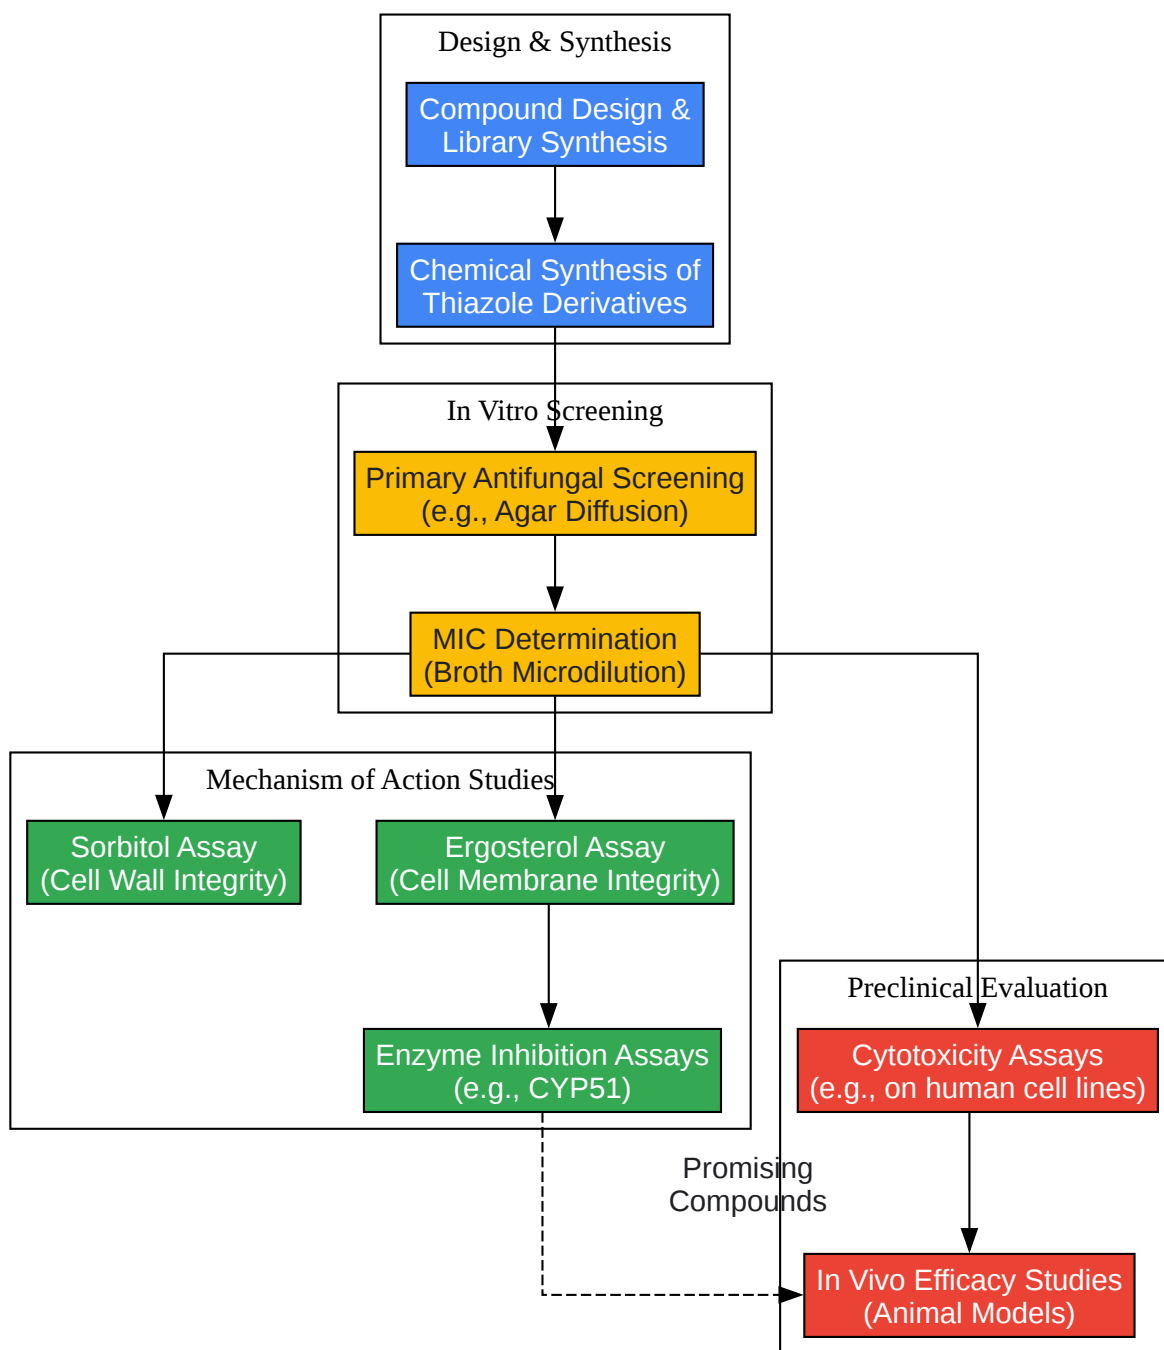 Design & Synthesis
Compound Design &
Library Synthesis
Chemical Synthesis of
Thiazole Derivatives
In Vitro Screening
Primary Antifungal Screening
(e.g., Agar Diffusion)
MIC Determination
(Broth Microdilution)
Mechanism of Action Studies
Sorbitol Assay
(Cell Wall Integrity)
Ergosterol Assay
(Cell Membrane Integrity)
Enzyme Inhibition Assays
(e.g., CYP51)
Preclinical Evaluation
Cytotoxicity Assays
(e.g., on human cell lines)
Promising
Compounds
In Vivo Efficacy Studies
(Animal Models)